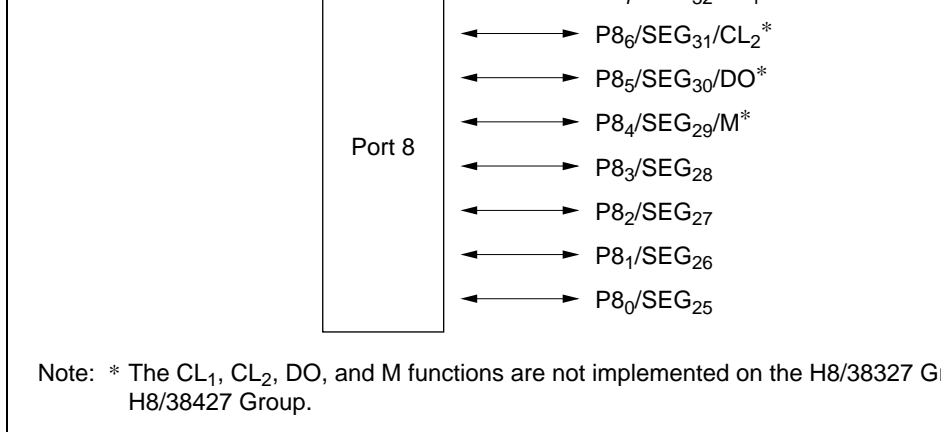 P8₆/SEG₃₁/CL₂*
P8₅/SEG₃₀/DO*
P8₄/SEG₂₉/M*
Port 8
P8₃/SEG₂₈
P8₂/SEG₂₇
P8₁/SEG₂₆
P8₀/SEG₂₅
Note: * The CL₁, CL₂, DO, and M functions are not implemented on the H8/38327
H8/38427 Group.